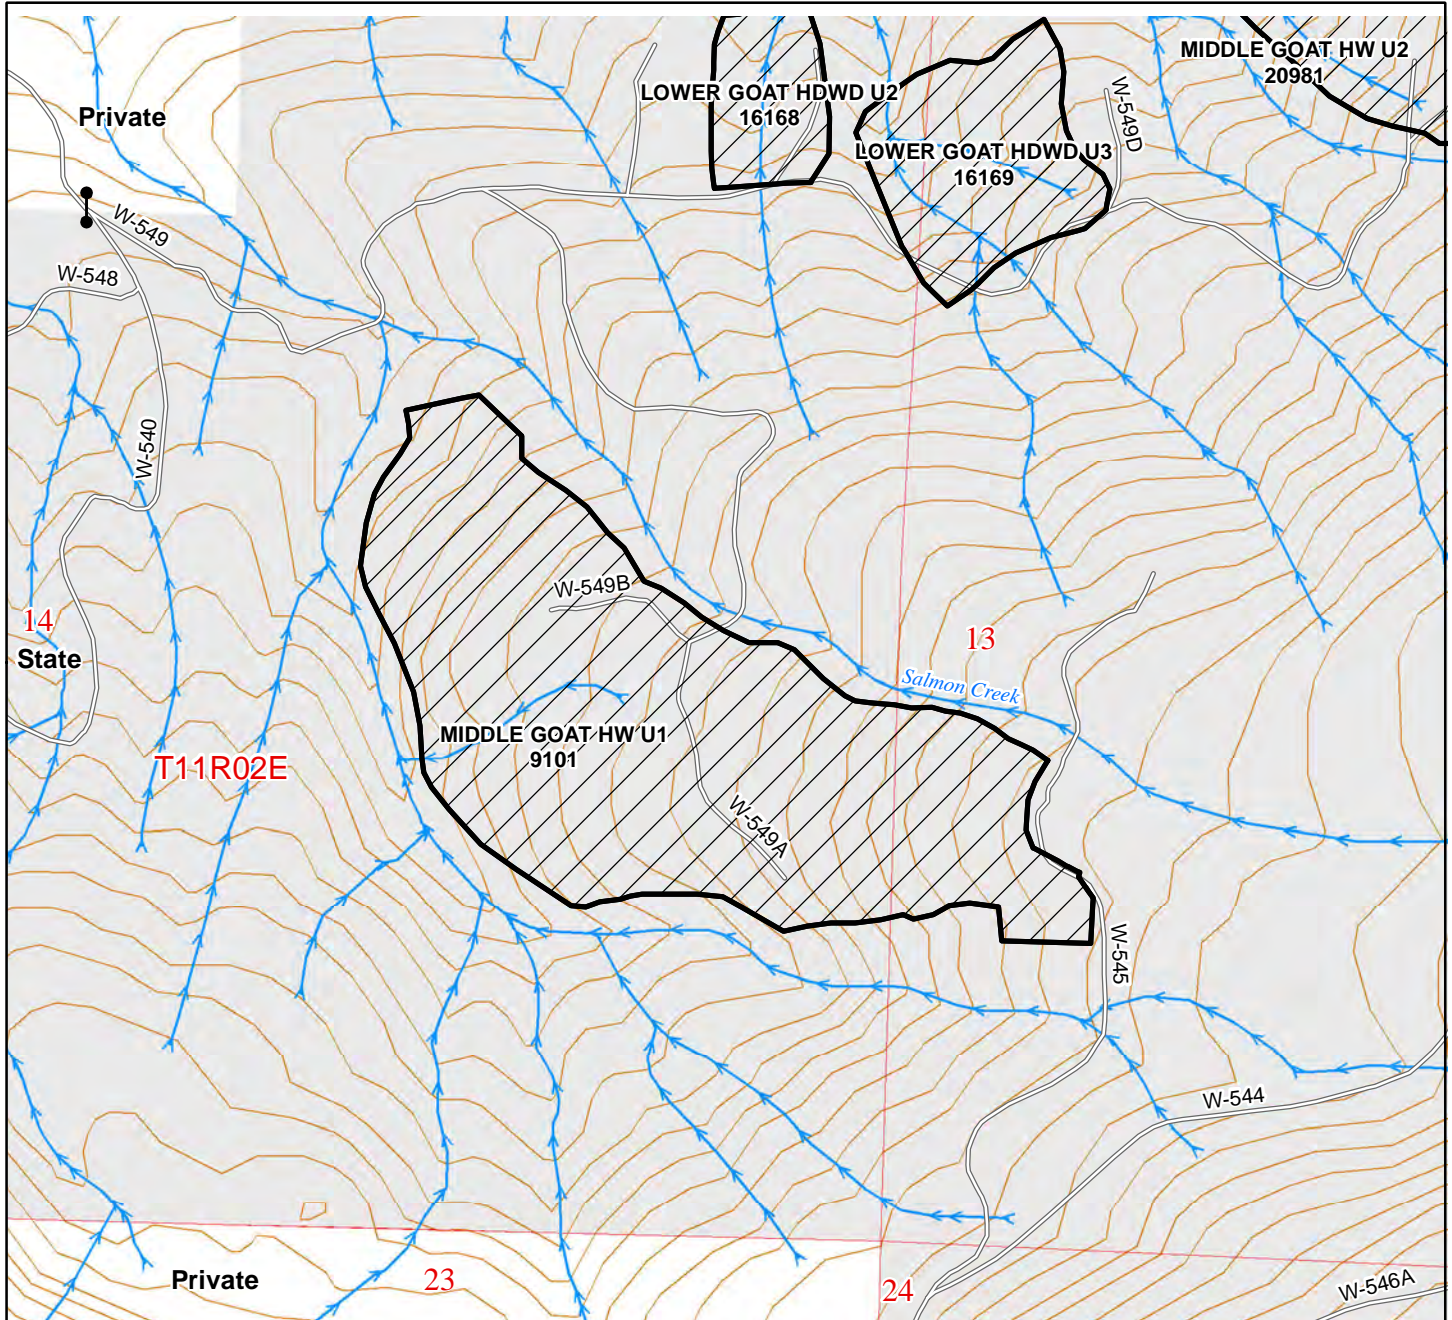 MIDDLE GOAT HW U2
20981
LOWER GOAT HDWD U2
16168
Private
W-549D
LOWER GOAT HDWD U3
16169
W-549
W-548
W-540
W-549B
14
State
13
Salmon Creek
MIDDLE GOAT HW U1
9101
T11R02E
W-549A
W-545
W-544
Private
23
24
W-546A